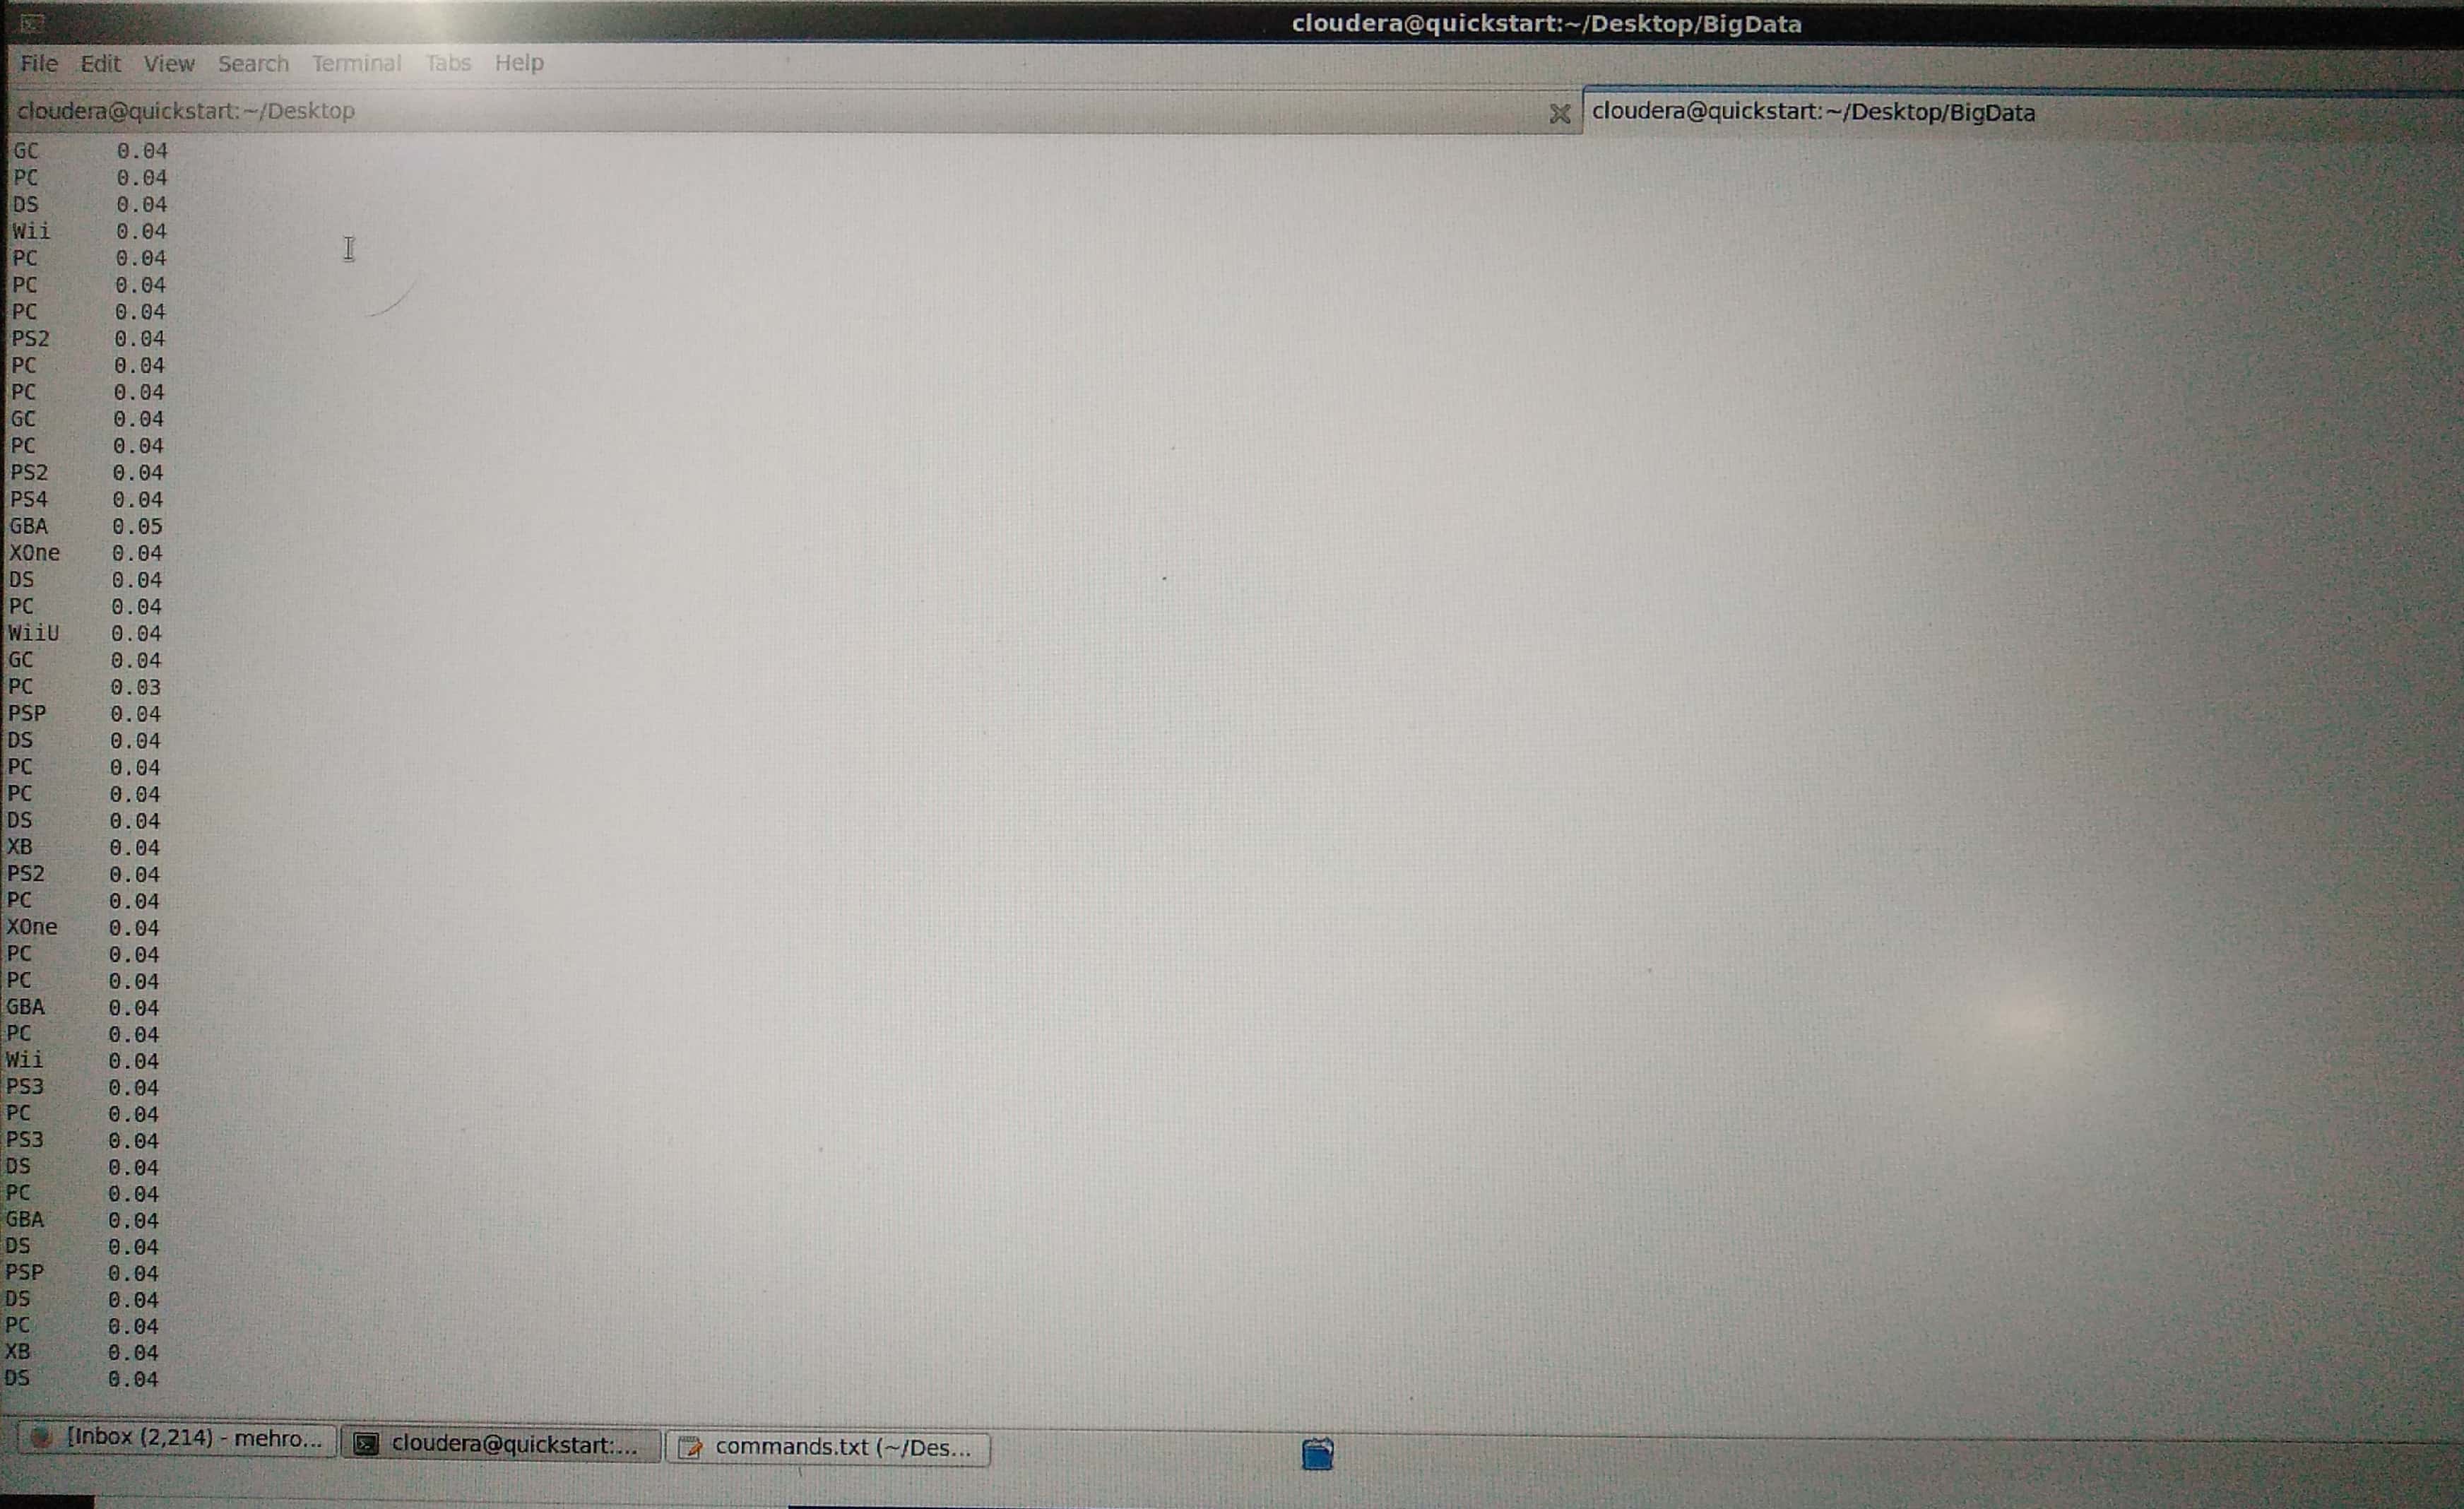 cloudera@quickstart:~/Desktop/BigData
File Edit View Search Terminal Tabs Help
cloudera@quickstart:~/Desktop cloudera@quickstart:~/Desktop/BigData
GC 0.04
PC 0.04
DS 0.04
Wii 0.04
PC 0.04
PC 0.04
PC 0.04
PS2 0.04
PC 0.04
PC 0.04
GC 0.04
PC 0.04
PS2 0.04
PS4 0.04
GBA 0.05
XOne 0.04
DS 0.04
PC 0.04
WiiU 0.04
GC 0.04
PC 0.03
PSP 0.04
DS 0.04
PC 0.04
PC 0.04
DS 0.04
XB 0.04
PS2 0.04
PC 0.04
XOne 0.04
PC 0.04
PC 0.04
GBA 0.04
PC 0.04
Wii 0.04
PS3 0.04
PC 0.04
PS3 0.04
DS 0.04
PC 0.04
GBA 0.04
DS 0.04
PSP 0.04
DS 0.04
PC 0.04
XB 0.04
DS 0.04
[Inbox (2,214) - mehro... cloudera@quickstart:... commands.txt (~/Des...